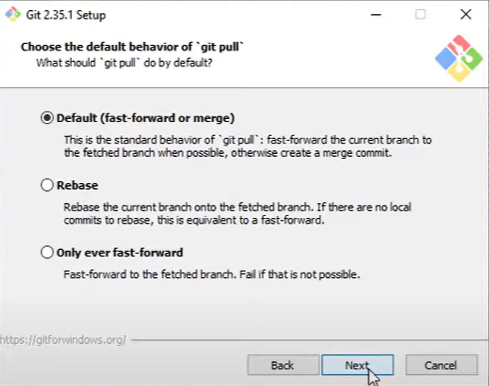 Git 2.35.1 Setup
Choose the default behavior of `git pull`
What should `git pull` do by default?
Default (fast-forward or merge)
This is the standard behavior of `git pull`: fast-forward the current branch to
the fetched branch when possible, otherwise create a merge commit.
Rebase
Rebase the current branch onto the fetched branch. If there are no local
commits to rebase, this is equivalent to a fast-forward.
Only ever fast-forward
Fast-forward to the fetched branch. Fail if that is not possible.
https://gitforwindows.org/
Back
Next
Cancel